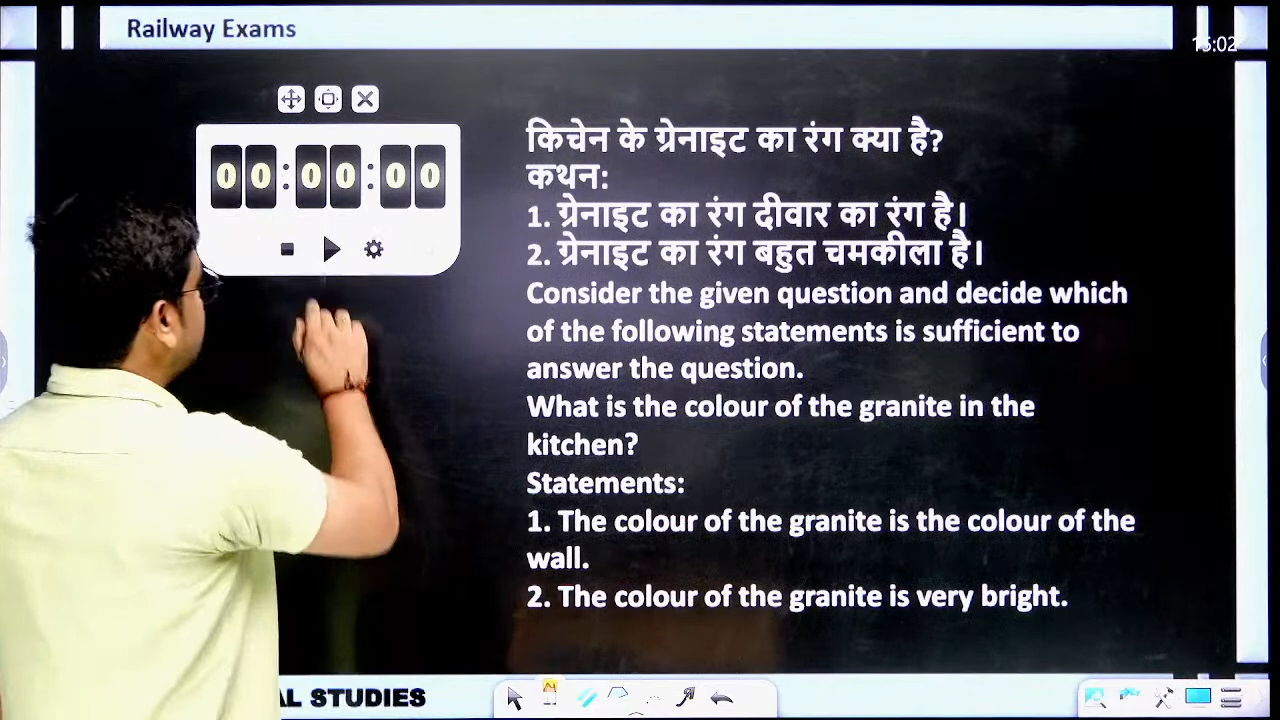 Railway Exams
15:02
00:00:00
किचेन के ग्रेनाइट का रंग क्या है?
कथन:
1. ग्रेनाइट का रंग दीवार का रंग है।
2. ग्रेनाइट का रंग बहुत चमकीला है।
Consider the given question and decide which
of the following statements is sufficient to
answer the question.
What is the colour of the granite in the
kitchen?
Statements:
1. The colour of the granite is the colour of the
wall.
2. The colour of the granite is very bright.
STUDIES